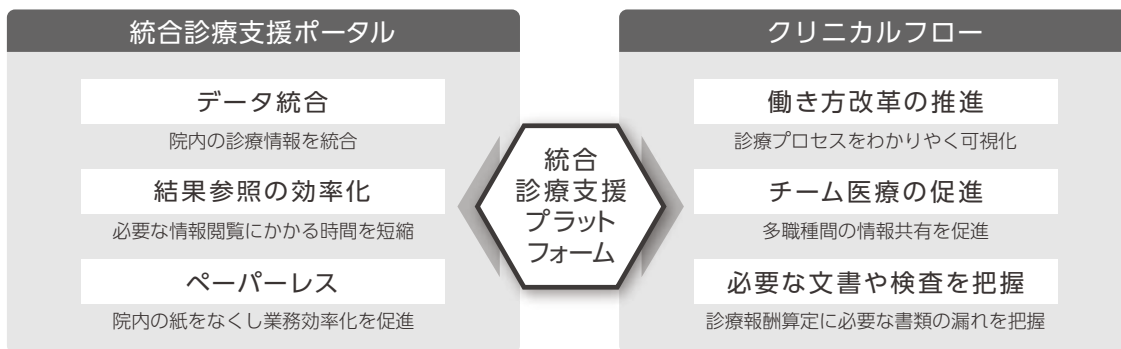 統合診療支援ポータル
データ統合
院内の診療情報を統合
結果参照の効率化
必要な情報閲覧にかかる時間を短縮
ペーパーレス
院内の紙をなくし業務効率化を促進
統合
診療支援
プラット
フォーム
クリニカルフロー
働き方改革の推進
診療プロセスをわかりやく可視化
チーム医療の促進
多職種間の情報共有を促進
必要な文書や検査を把握
診療報酬算定に必要な書類の漏れを把握